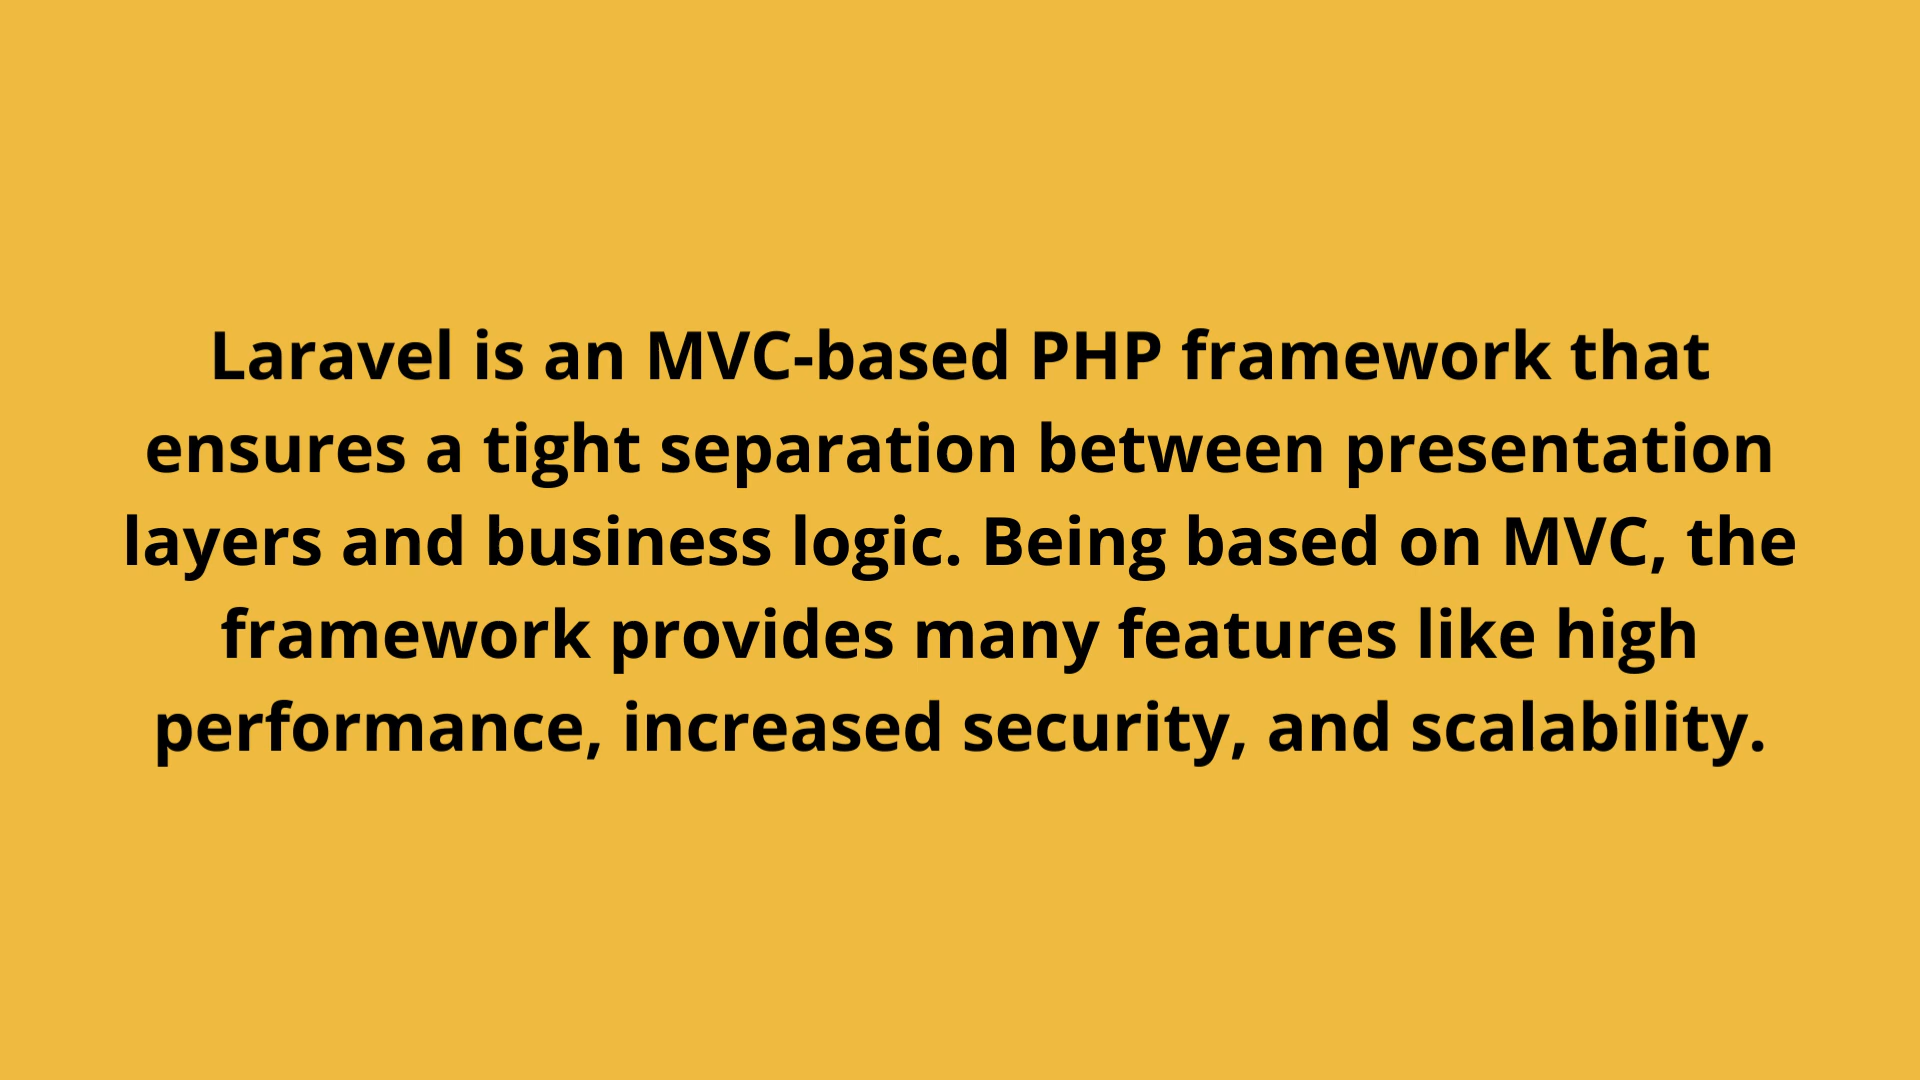 Laravel is an MVC-based PHP framework that
ensures a tight separation between presentation
layers and business logic. Being based on MVC, the
framework provides many features like high
performance, increased security, and scalability.